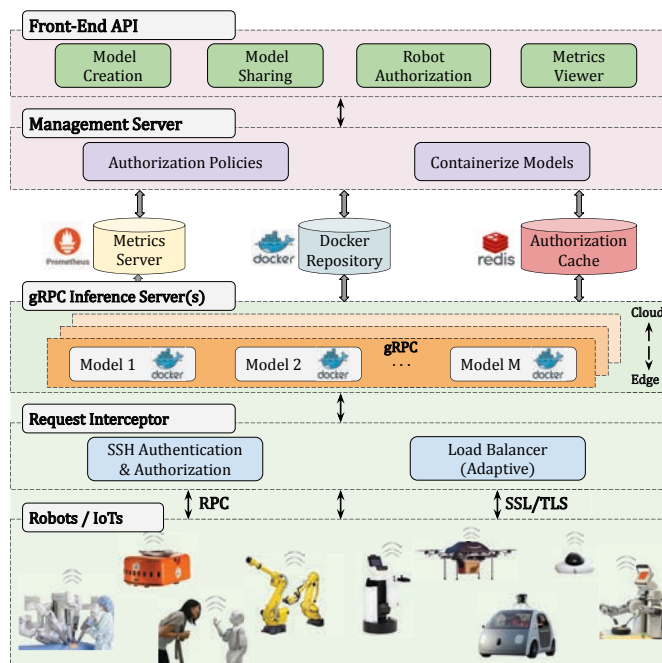 Front-End API
Model
Creation
Model
Sharing
Robot
Authorization
Metrics
Viewer
Management Server
Authorization Policies
Containerize Models
Prometheus
Metrics
Server
docker
Docker
Repository
redis
Authorization
Cache
gRPC Inference Server(s)
Cloud
gRPC
Model 1
docker
Model 2
docker
. . .
Model M
docker
Edge
Request Interceptor
SSH Authentication
& Authorization
Load Balancer
(Adaptive)
RPC
SSL/TLS
Robots / IoTs